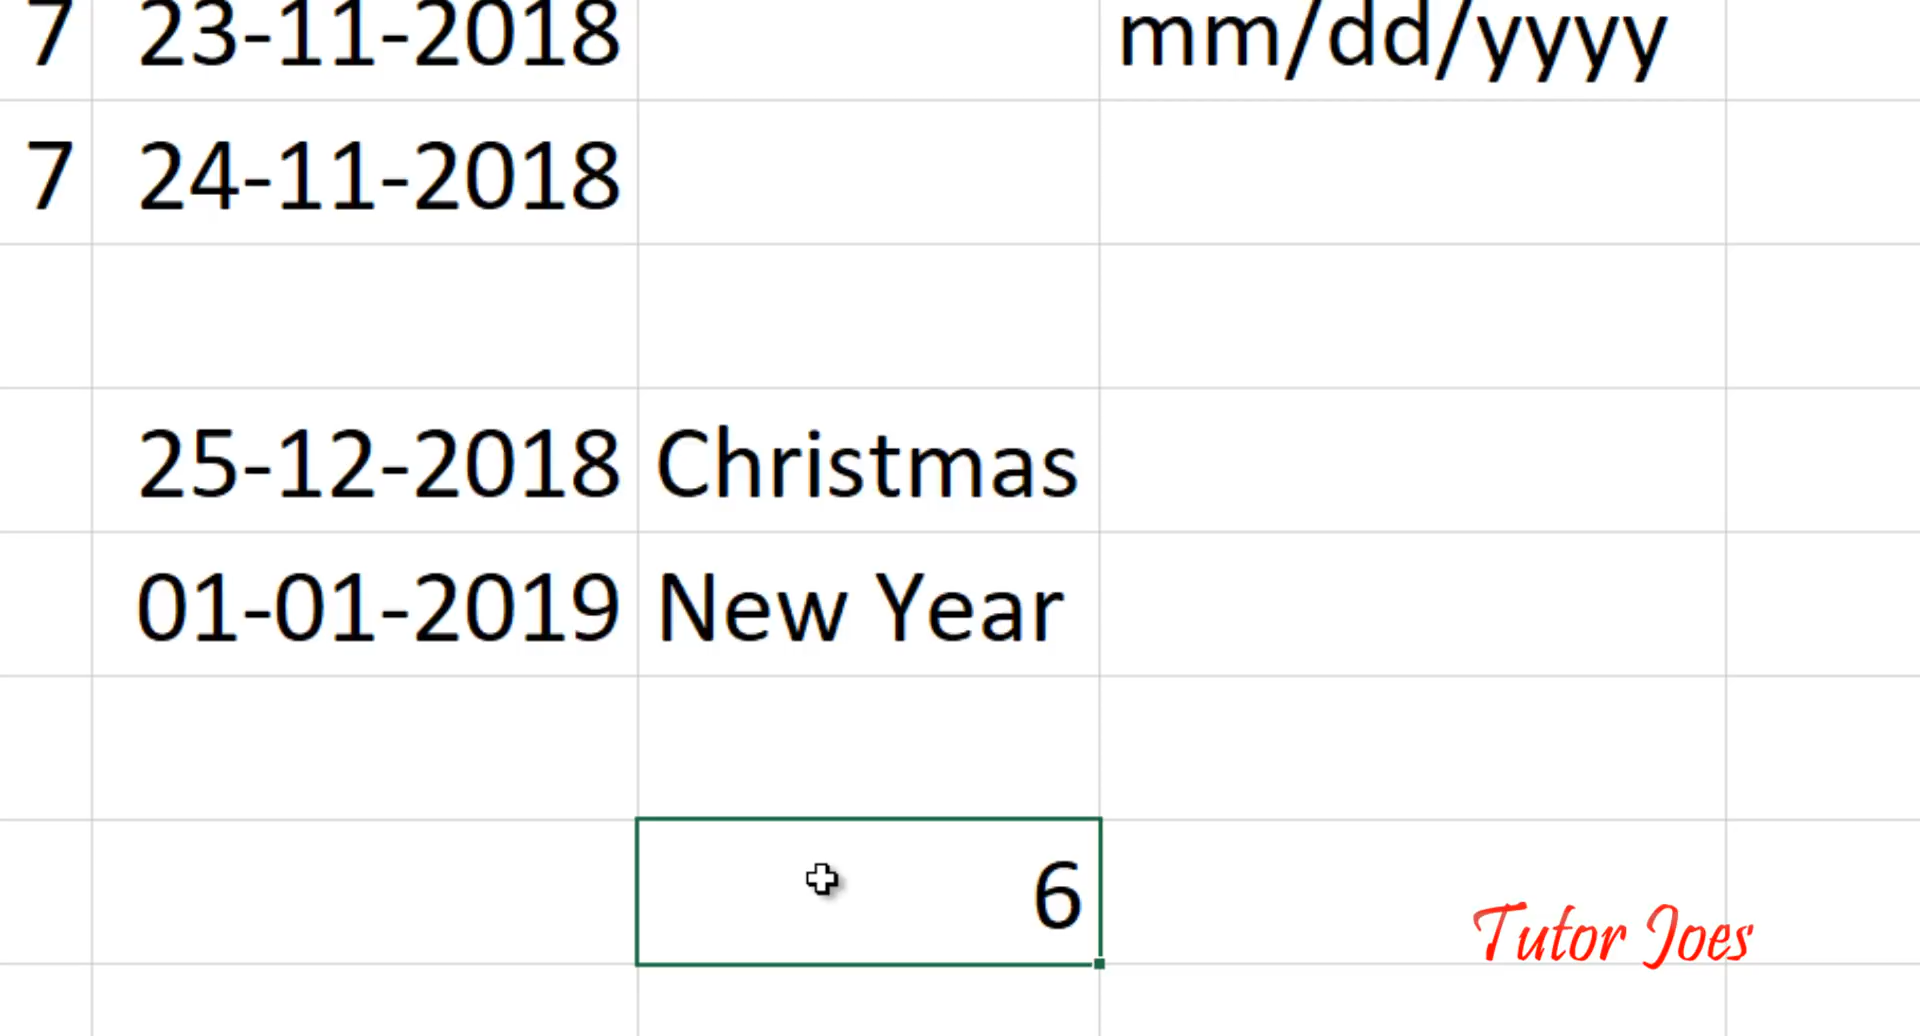 7 23-11-2018 mm/dd/yyyy
7 24-11-2018
25-12-2018 Christmas
01-01-2019 New Year
6
Tutor Joes